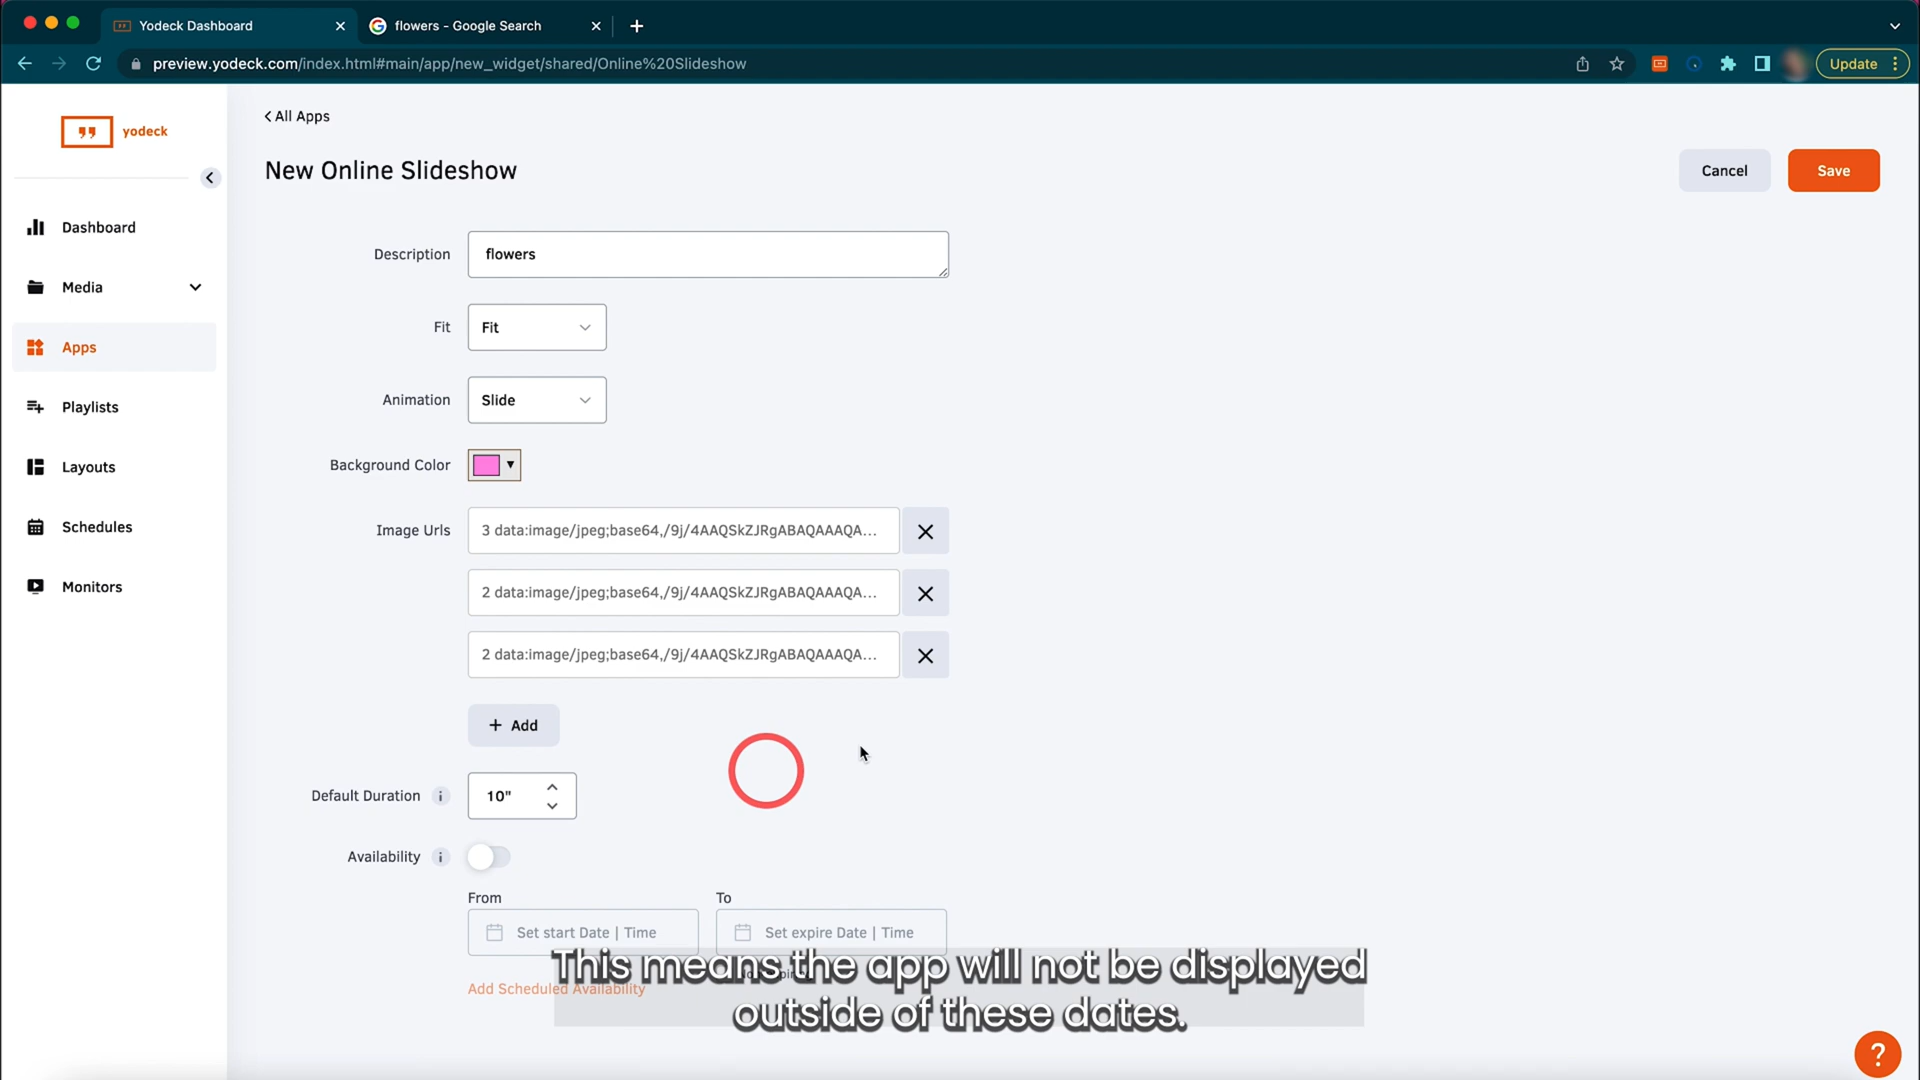 Yodeck Dashboard
flowers - Google Search
preview.yodeck.com/index.html#main/app/new_widget/shared/Online%20Slideshow
Update
yodeck
Dashboard
Media
Apps
Playlists
Layouts
Schedules
Monitors
All Apps
New Online Slideshow
Cancel
Save
Description
flowers
Fit
Fit
Animation
Slide
Background Color
Image Urls
3 data:image/jpeg;base64,/9j/4AAQSkZJRgABAQAAAQA...
2 data:image/jpeg;base64,/9j/4AAQSkZJRgABAQAAAQA...
2 data:image/jpeg;base64,/9j/4AAQSkZJRgABAQAAAQA...
+ Add
Default Duration i
10"
Availability i
From
To
Set start Date | Time
Set expire Date | Time
Add Scheduled Availability
This means the app will not be displayed
outside of these dates.
?